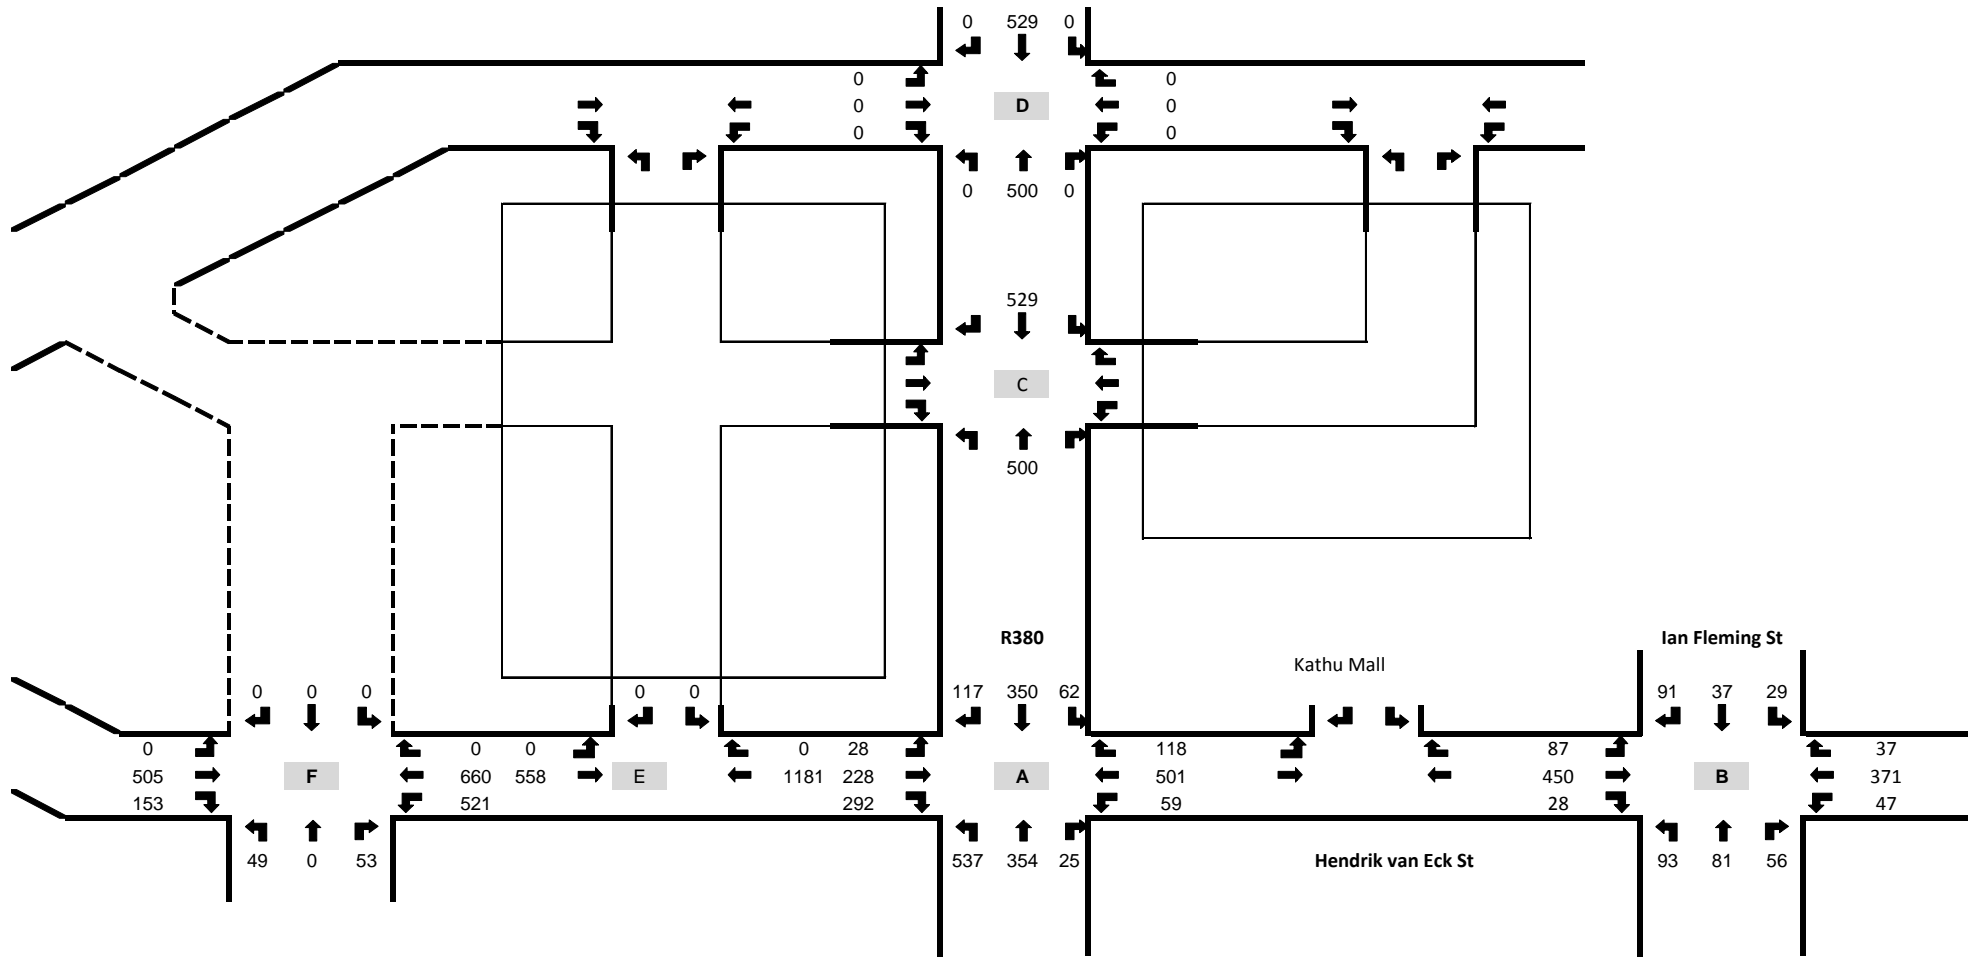 0 529 0
0 0
0 D 0
0 0
0 500 0
529
C
500
R380 Ian Fleming St
Kathu Mall
0 0 0 0 0 117 350 62 91 37 29
0 0 0 0 28 118 87 37
505 F 660 558 E 1181 228 A 501 450 B 371
153 521 292 59 28 47
49 0 53 537 354 25 Hendrik van Eck St 93 81 56